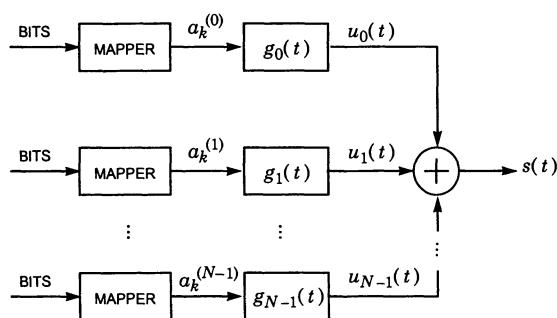 BITS MAPPER a_k^(0) g_0(t) u_0(t)
BITS MAPPER a_k^(1) g_1(t) u_1(t) + s(t)
⋮ ⋮ ⋮
BITS MAPPER a_k^(N−1) g_{N−1}(t) u_{N−1}(t)